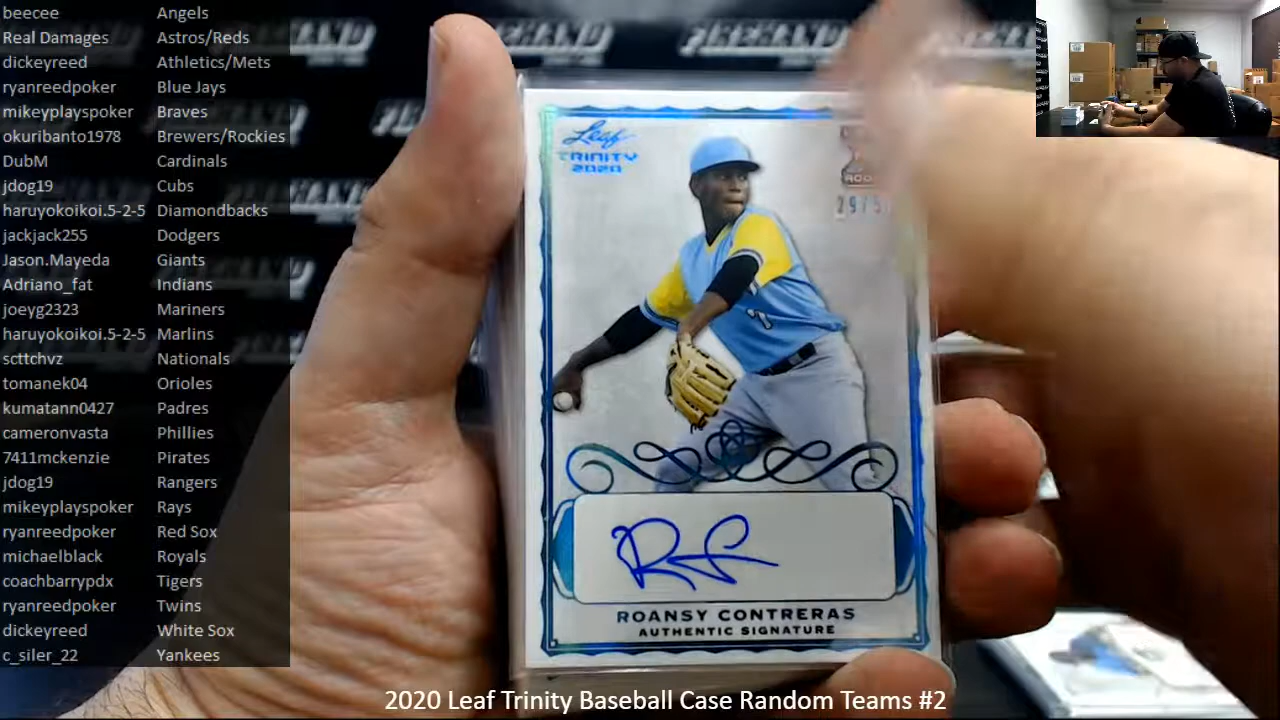 beecee Angels
Real Damages Astros/Reds
dickeyreed Athletics/Mets
ryanreedpoker Blue Jays
mikeyplayspoker Braves
okuribanto1978 Brewers/Rockies
DubM Cardinals
jdog19 Cubs
haruyokoikoi.5-2-5 Diamondbacks
jackjack255 Dodgers
Jason.Mayeda Giants
Adriano_fat Indians
joeyg2323 Mariners
haruyokoikoi.5-2-5 Marlins
scttchvz Nationals
tomanek04 Orioles
kumatann0427 Padres
cameronvasta Phillies
7411mckenzie Pirates
jdog19 Rangers
mikeyplayspoker Rays
ryanreedpoker Red Sox
michaelblack Royals
coachbarrypdx Tigers
ryanreedpoker Twins
dickeyreed White Sox
c_siler_22 Yankees
FIREHAND
Leaf
TRINITY
2020
ROANSY CONTRERAS
AUTHENTIC SIGNATURE
2020 Leaf Trinity Baseball Case Random Teams #2